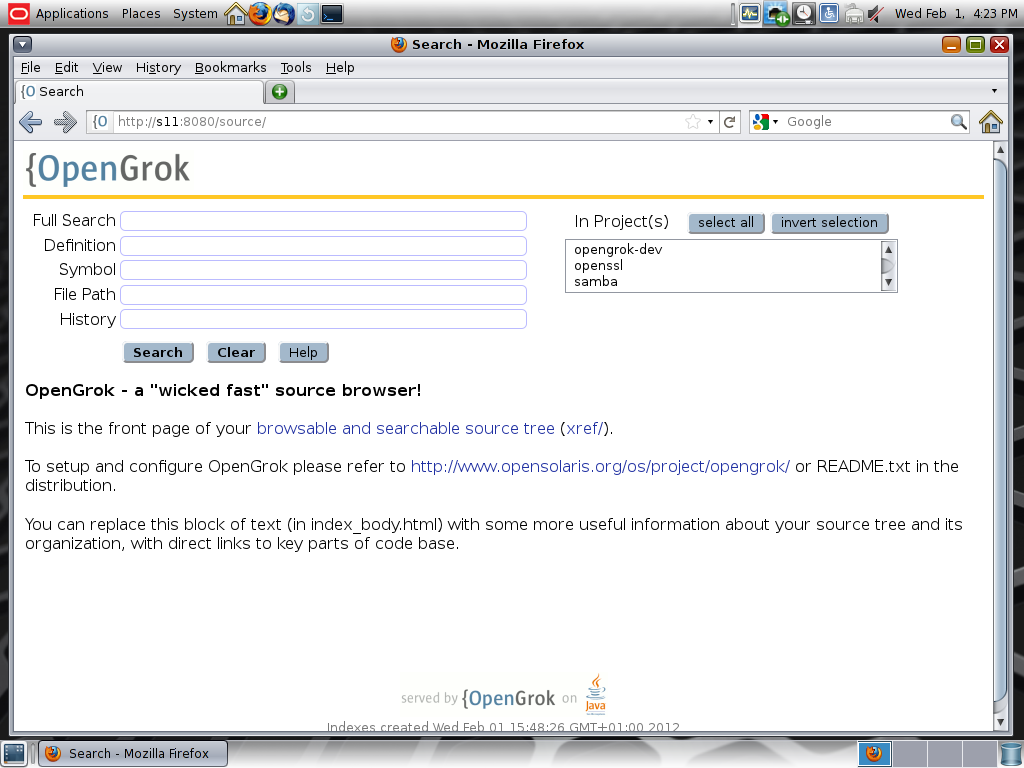 Applications Places System Wed Feb 1, 4:23 PM
Search - Mozilla Firefox
File Edit View History Bookmarks Tools Help
{O Search
{O http://s11:8080/source/ Google
{OpenGrok
Full Search
Definition
Symbol
File Path
History
In Project(s) select all invert selection
opengrok-dev
openssl
samba
Search Clear Help
OpenGrok - a "wicked fast" source browser!
This is the front page of your browsable and searchable source tree (xref/).
To setup and configure OpenGrok please refer to http://www.opensolaris.org/os/project/opengrok/ or README.txt in the
distribution.
You can replace this block of text (in index_body.html) with some more useful information about your source tree and its
organization, with direct links to key parts of code base.
served by {OpenGrok on Java
Indexes created Wed Feb 01 15:48:26 GMT+01:00 2012
Search - Mozilla Firefox